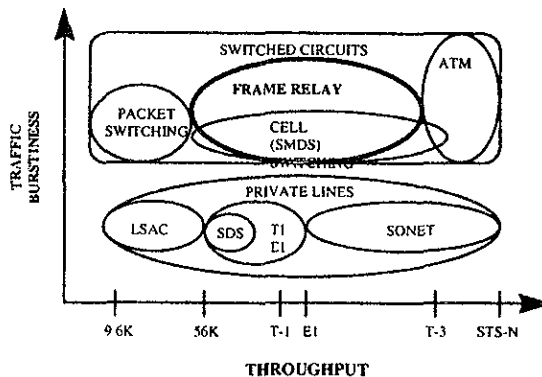 SWITCHED CIRCUITS
ATM
FRAME RELAY
PACKET
SWITCHING
CELL
(SMDS)
SWITCHING
TRAFFIC
BURSTINESS
PRIVATE LINES
LSAC
SDS
T1
E1
SONET
9 6K
56K
T-1
E1
T-3
STS-N
THROUGHPUT